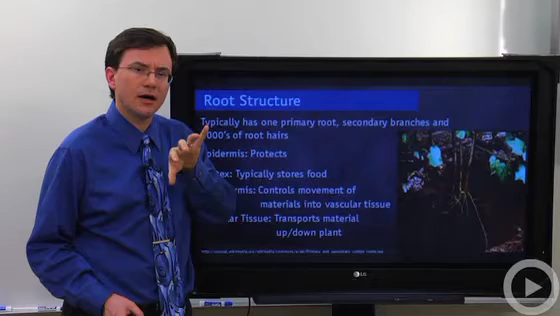 Root Structure
Typically has one primary root, secondary branches and
000's of root hairs
pidermis: Protects
ex: Typically stores food
ermis: Controls movement of
materials into vascular tissue
ar Tissue: Transports material
up/down plant
LG